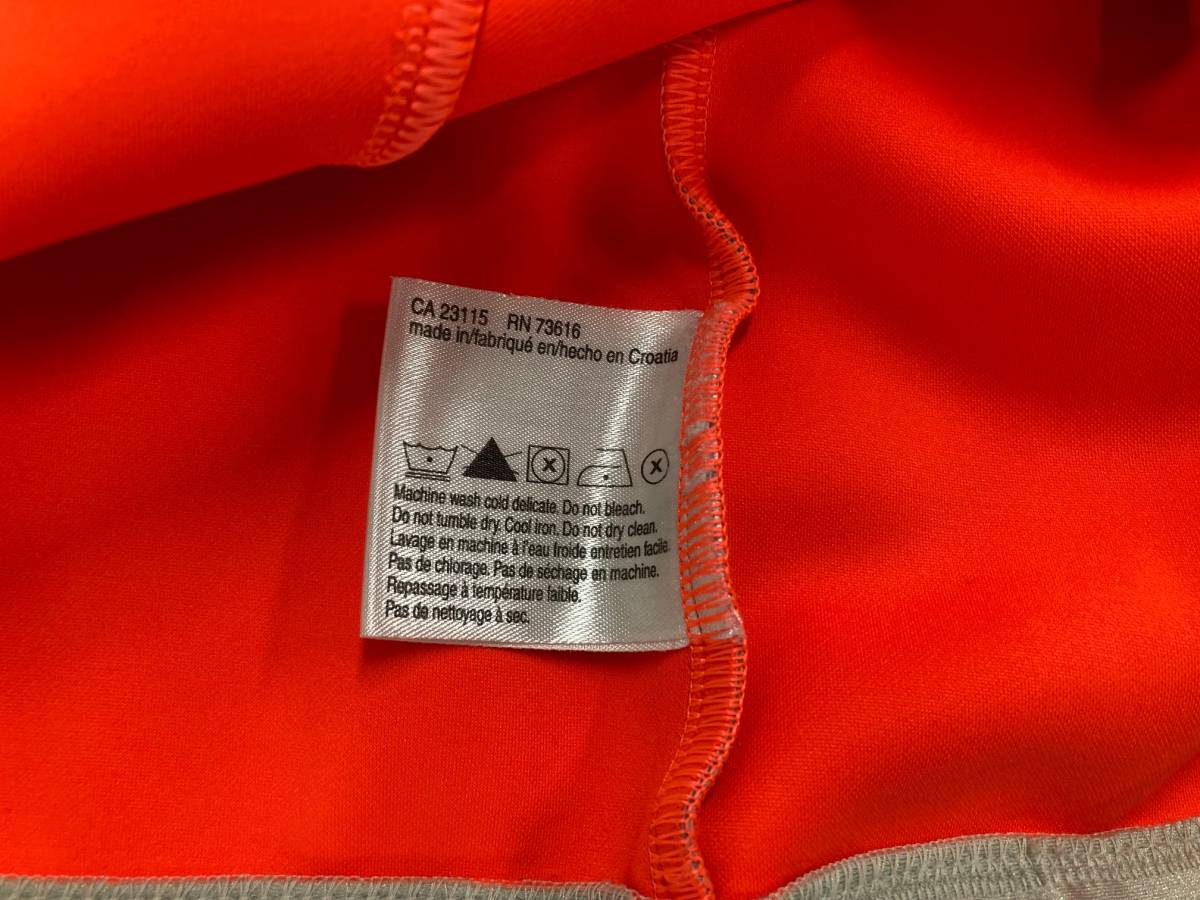 CA 23115 RN 73616
made in/fabriqué en/hecho en Croatia
Machine wash cold delicate. Do not bleach.
Do not tumble dry. Cool iron. Do not dry clean.
Lavage en machine à l'eau froide entretien facile.
Pas de chlorage. Pas de séchage en machine.
Repassage à température faible.
Pas de nettoyage à sec.